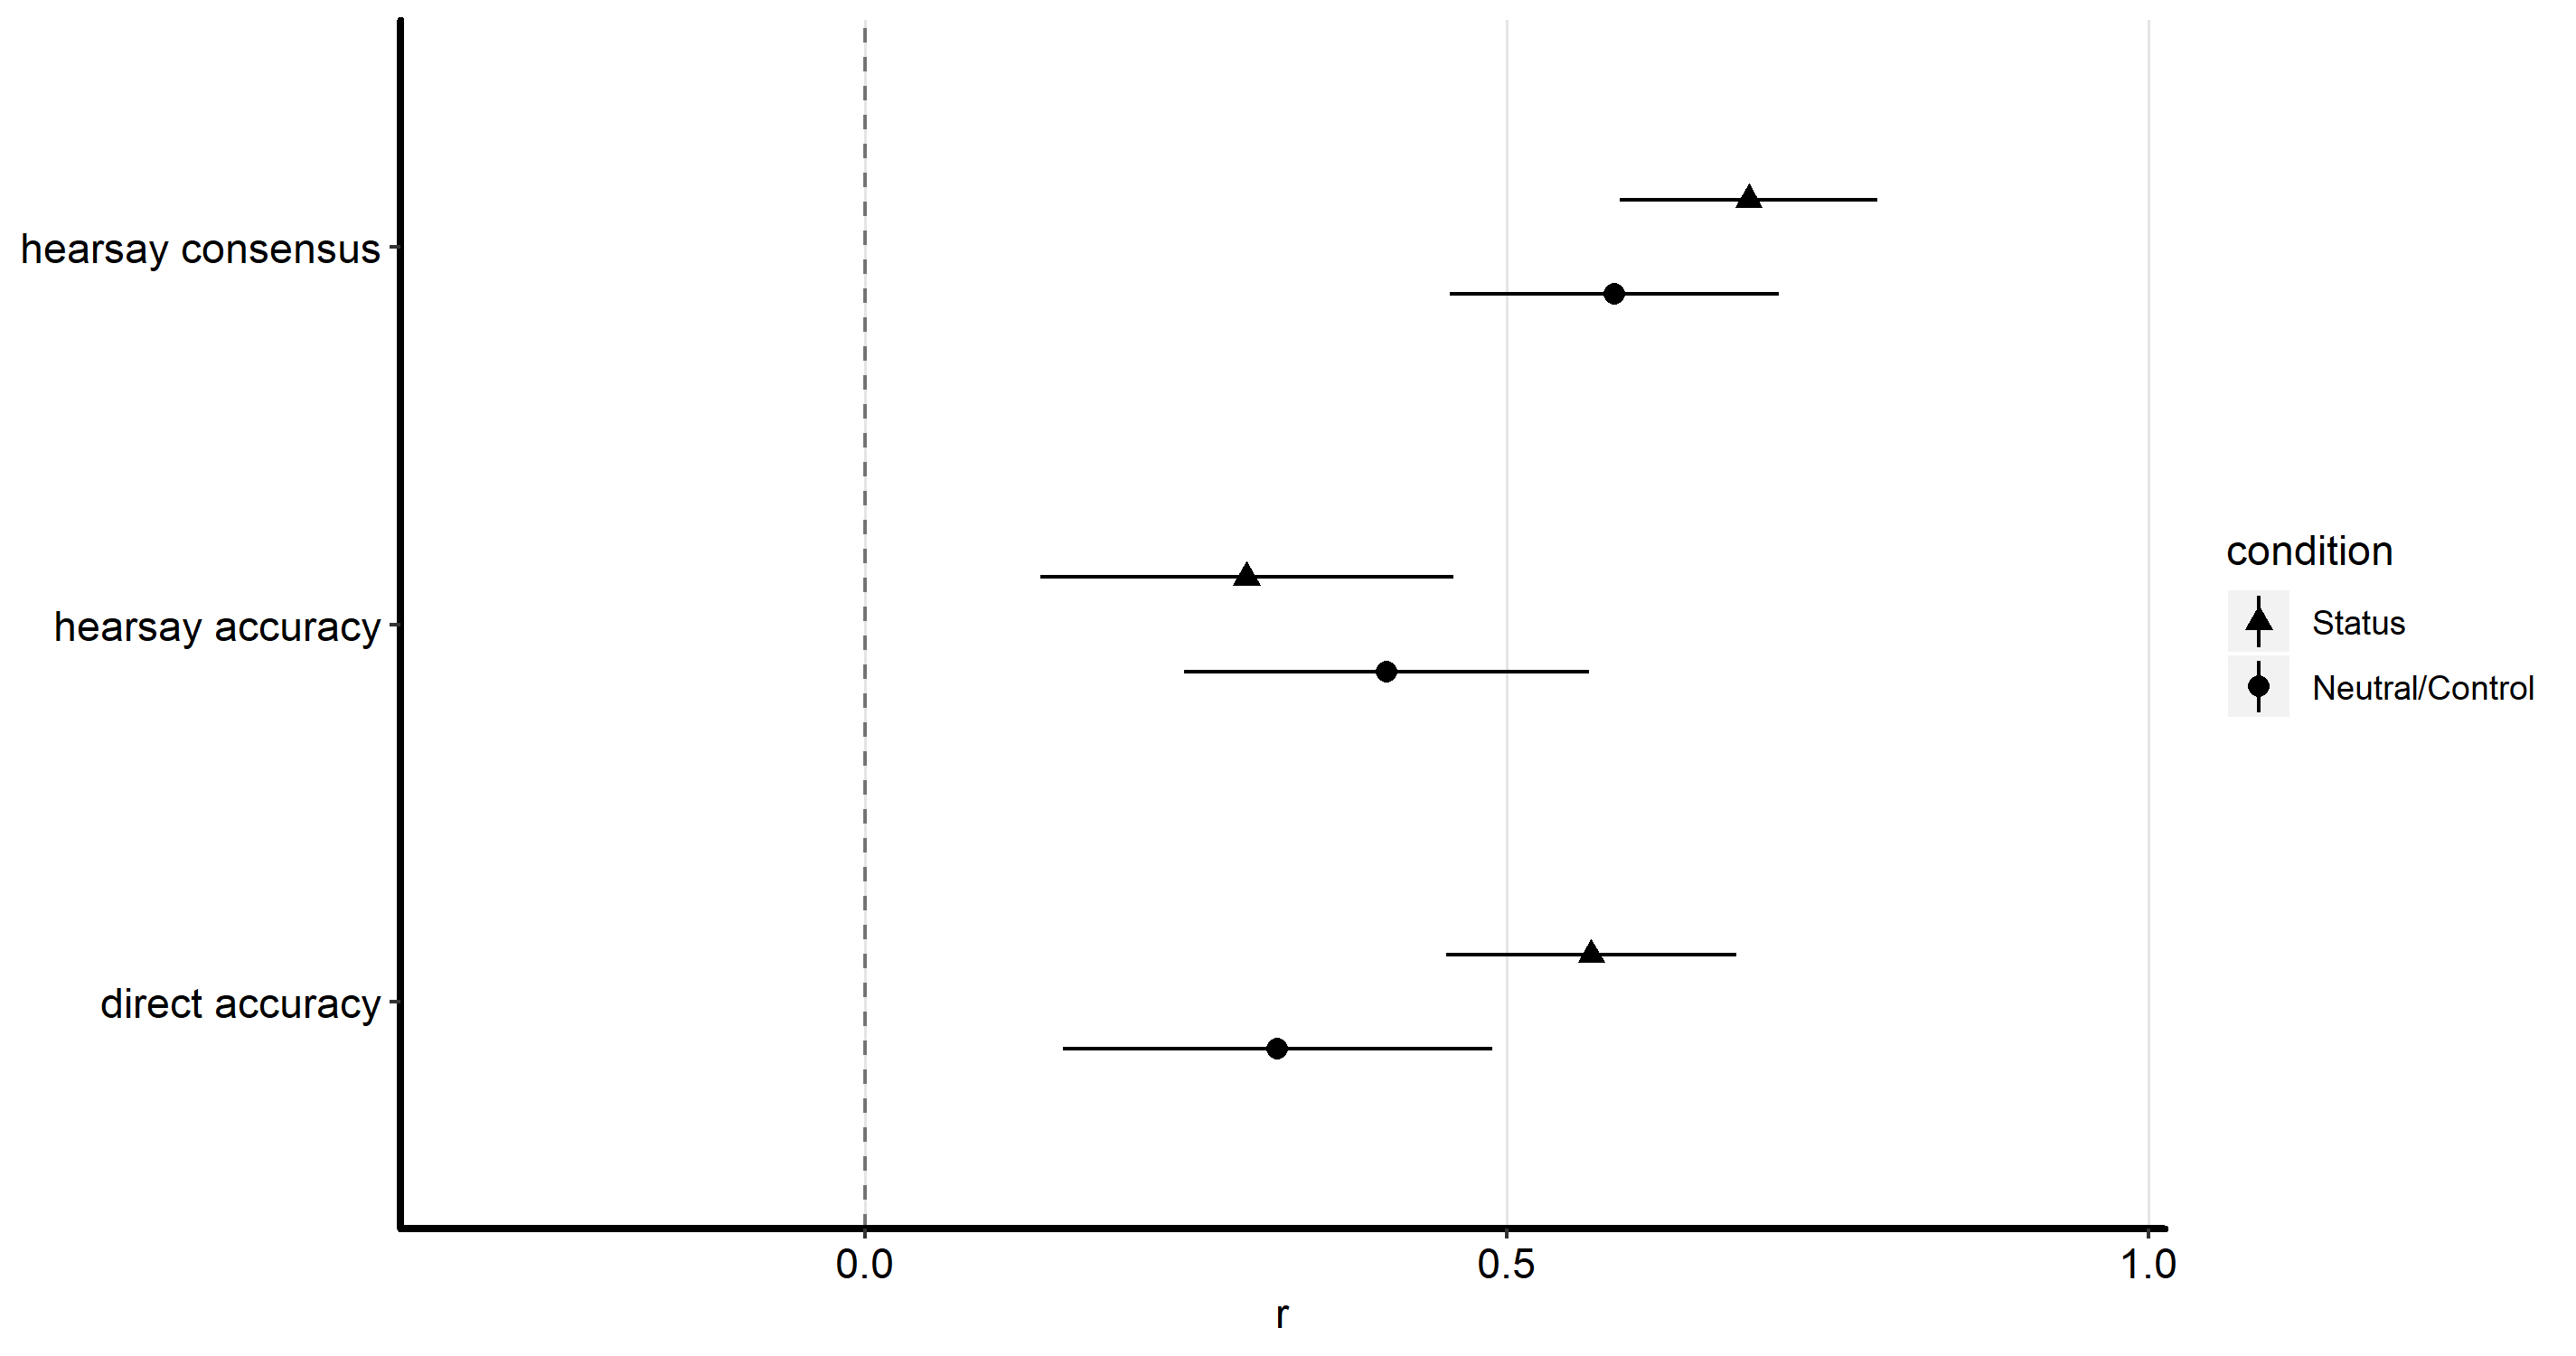 hearsay consensus
hearsay accuracy
direct accuracy
0.0
0.5
1.0
r
condition
Status
Neutral/Control